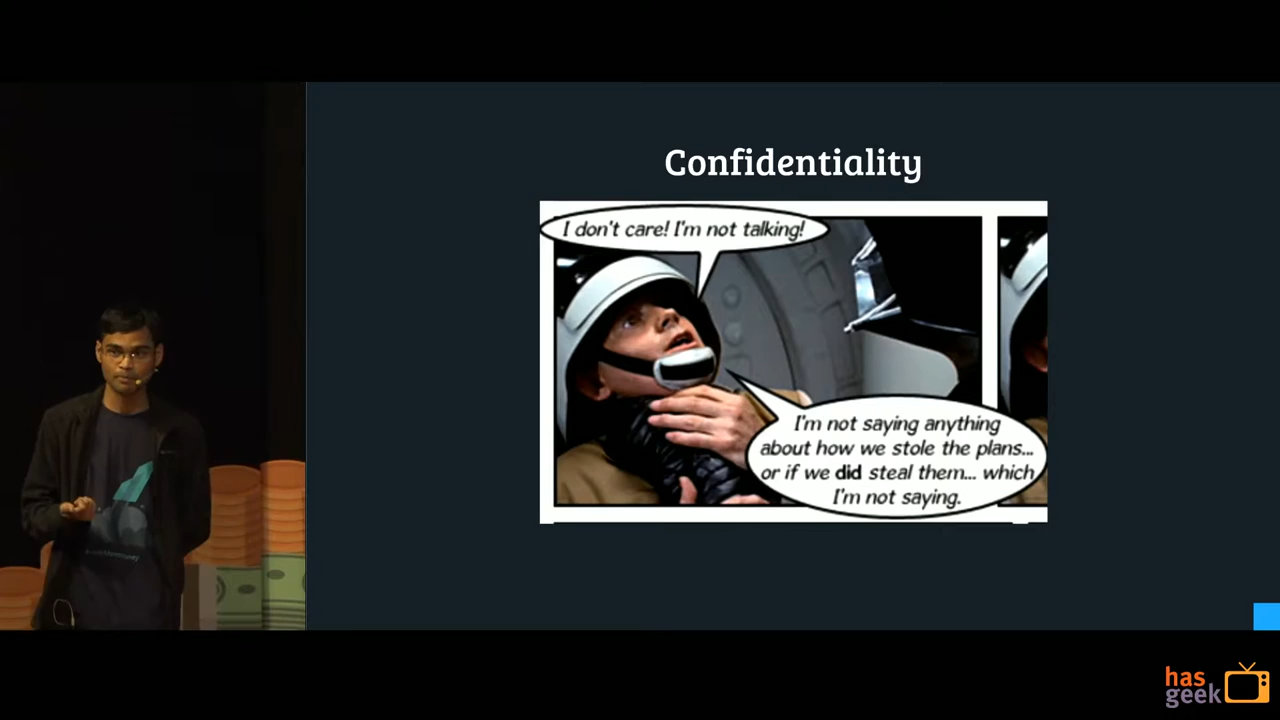 Confidentiality
I don't care! I'm not talking!
I'm not saying anything
about how we stole the plans...
or if we did steal them... which
I'm not saying.
has
geek